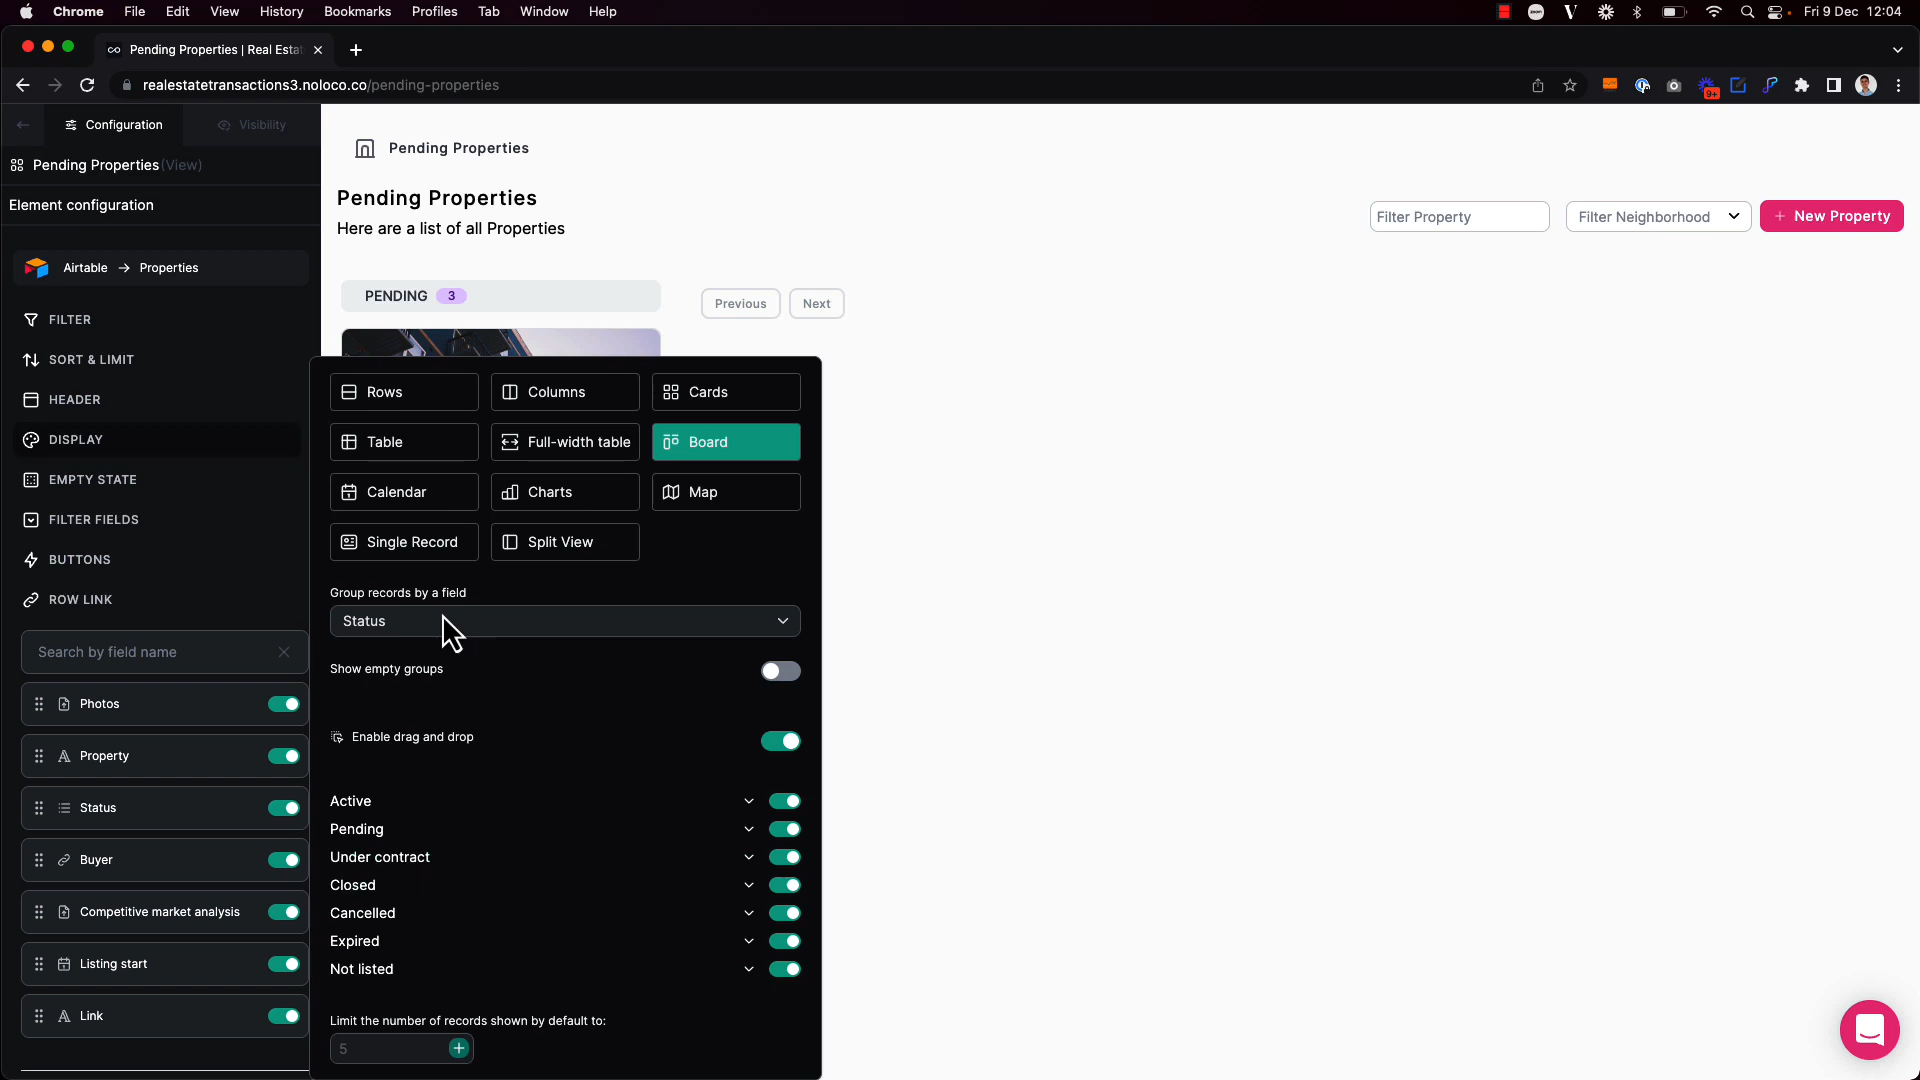 Chrome File Edit View History Bookmarks Profiles Tab Window Help
zoom Fri 9 Dec 12:04
Pending Properties | Real Esta
realestatetransactions3.noloco.co/pending-properties
9+
Configuration
Visibility
Pending Properties (View)
Element configuration
Airtable → Properties
FILTER
SORT & LIMIT
HEADER
DISPLAY
EMPTY STATE
FILTER FIELDS
BUTTONS
ROW LINK
Search by field name
Photos
Property
Status
Buyer
Competitive market analysis
Listing start
Link
Pending Properties
Pending Properties
Here are a list of all Properties
Filter Property
Filter Neighborhood
+ New Property
PENDING 3
Previous
Next
Rows
Columns
Cards
Table
Full-width table
Board
Calendar
Charts
Map
Single Record
Split View
Group records by a field
Status
Show empty groups
Enable drag and drop
Active
Pending
Under contract
Closed
Cancelled
Expired
Not listed
Limit the number of records shown by default to:
5